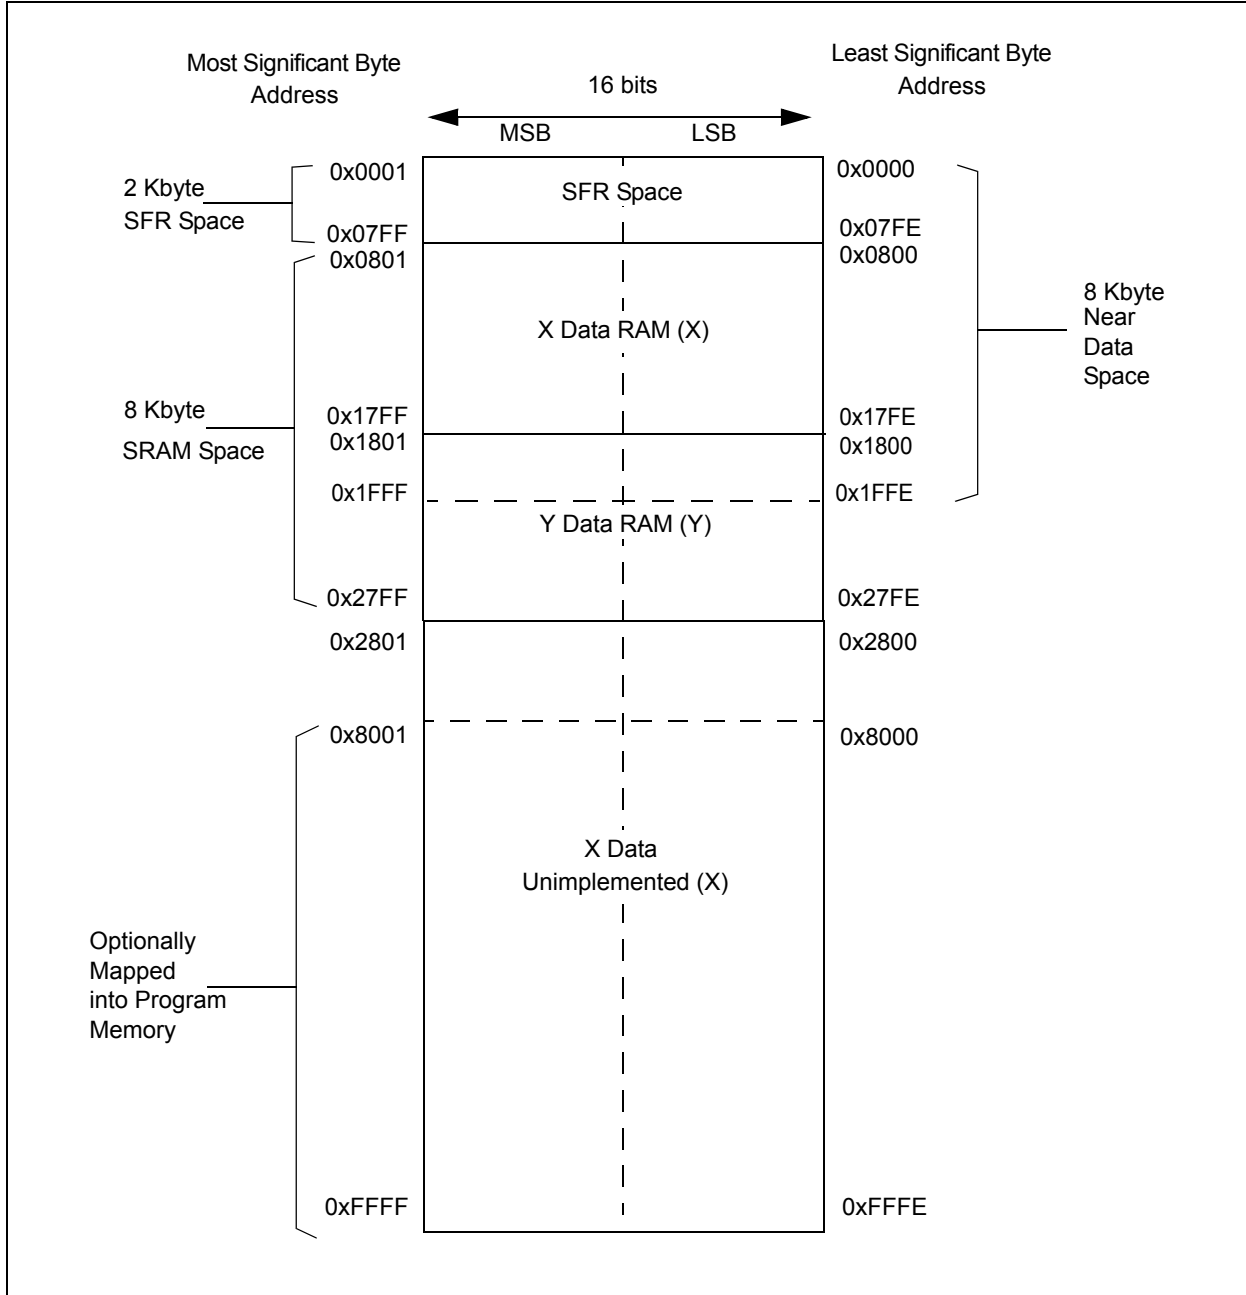 Most Significant Byte
Address
16 bits
Least Significant Byte
Address
MSB
LSB
0x0001
0x0000
2 Kbyte
SFR Space
SFR Space
0x07FF
0x07FE
0x0801
0x0800
8 Kbyte
Near
Data
Space
X Data RAM (X)
8 Kbyte
SRAM Space
0x17FF
0x17FE
0x1801
0x1800
0x1FFF
0x1FFE
Y Data RAM (Y)
0x27FF
0x27FE
0x2801
0x2800
0x8001
0x8000
X Data
Unimplemented (X)
Optionally
Mapped
into Program
Memory
0xFFFF
0xFFFE